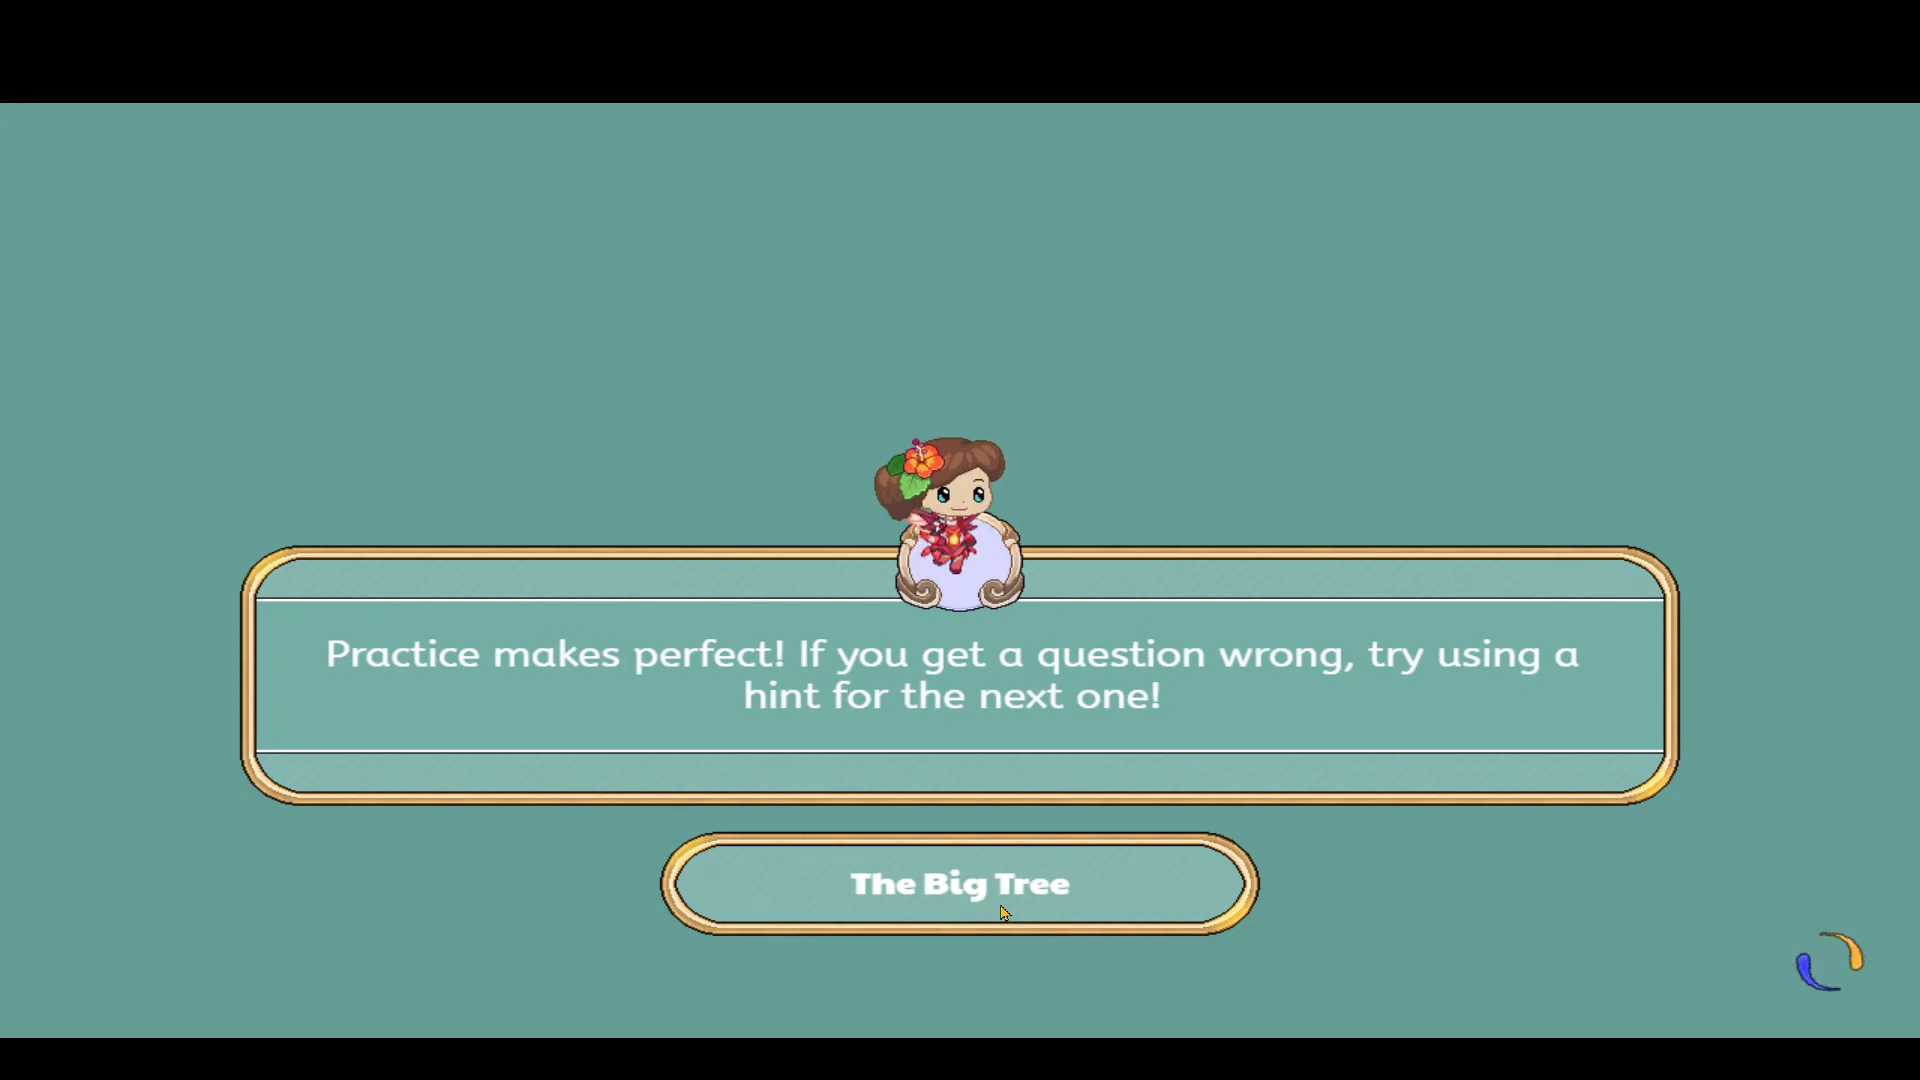 Practice makes perfect! If you get a question wrong, try using a
hint for the next one!
The Big Tree